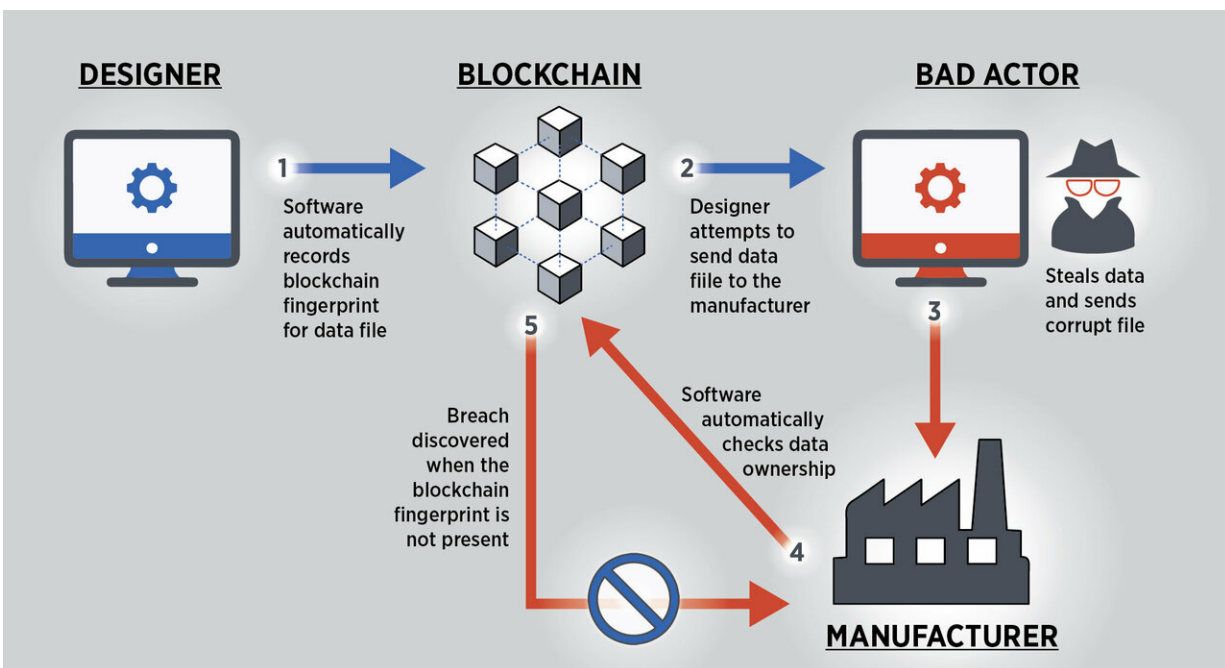 DESIGNER
BLOCKCHAIN
BAD ACTOR
1
Software
automatically
records
blockchain
fingerprint
for data file
2
Designer
attempts to
send data
fiile to the
manufacturer
Steals data
and sends
corrupt file
3
4
Software
automatically
checks data
ownership
5
Breach
discovered
when the
blockchain
fingerprint is
not present
MANUFACTURER